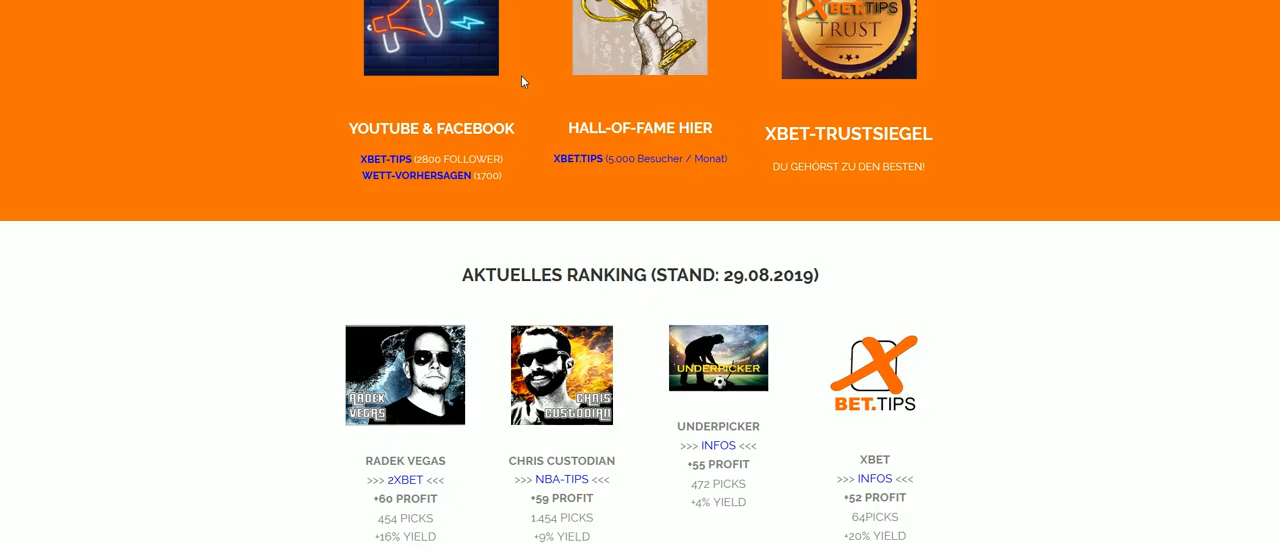 XBET.TIPS
TRUST
YOUTUBE & FACEBOOK
XBET-TIPS (2800 FOLLOWER)
WETT-VORHERSAGEN (1700)
HALL-OF-FAME HIER
XBET.TIPS (5.000 Besucher / Monat)
XBET-TRUSTSIEGEL
DU GEHÖRST ZU DEN BESTEN!
AKTUELLES RANKING (STAND: 29.08.2019)
RADEK
VEGAS
RADEK VEGAS
>>> 2XBET <<<
+60 PROFIT
454 PICKS
+16% YIELD
CHRIS
CUSTODIAN
CHRIS CUSTODIAN
>>> NBA-TIPS <<<
+59 PROFIT
1.454 PICKS
+9% YIELD
UNDERPICKER
UNDERPICKER
>>> INFOS <<<
+55 PROFIT
472 PICKS
+4% YIELD
X
BET.TIPS
XBET
>>> INFOS <<<
+52 PROFIT
64PICKS
+20% YIELD